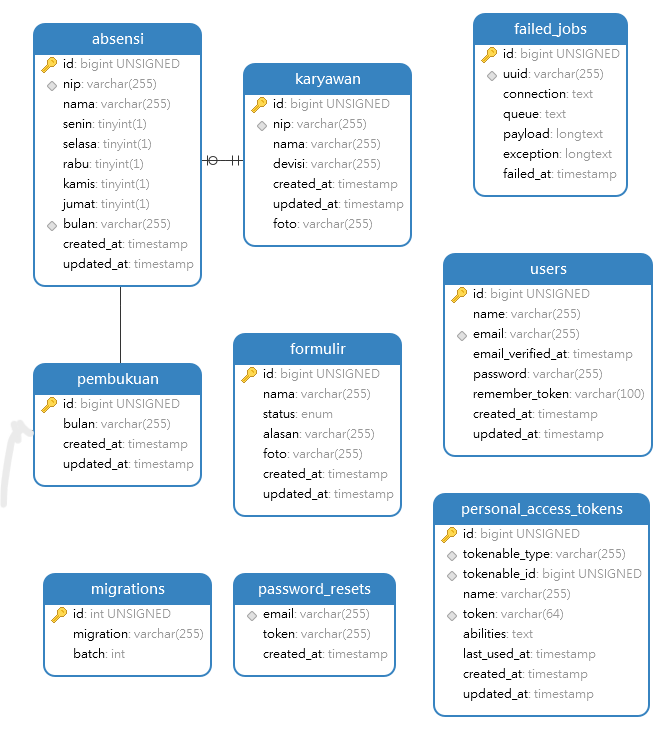 absensi
id: bigint UNSIGNED
nip: varchar(255)
nama: varchar(255)
senin: tinyint(1)
selasa: tinyint(1)
rabu: tinyint(1)
kamis: tinyint(1)
jumat: tinyint(1)
bulan: varchar(255)
created_at: timestamp
updated_at: timestamp
karyawan
id: bigint UNSIGNED
nip: varchar(255)
nama: varchar(255)
devisi: varchar(255)
created_at: timestamp
updated_at: timestamp
foto: varchar(255)
failed_jobs
id: bigint UNSIGNED
uuid: varchar(255)
connection: text
queue: text
payload: longtext
exception: longtext
failed_at: timestamp
users
id: bigint UNSIGNED
name: varchar(255)
email: varchar(255)
email_verified_at: timestamp
password: varchar(255)
remember_token: varchar(100)
created_at: timestamp
updated_at: timestamp
pembukuan
id: bigint UNSIGNED
bulan: varchar(255)
created_at: timestamp
updated_at: timestamp
formulir
id: bigint UNSIGNED
nama: varchar(255)
status: enum
alasan: varchar(255)
foto: varchar(255)
created_at: timestamp
updated_at: timestamp
personal_access_tokens
id: bigint UNSIGNED
tokenable_type: varchar(255)
tokenable_id: bigint UNSIGNED
name: varchar(255)
token: varchar(64)
abilities: text
last_used_at: timestamp
created_at: timestamp
updated_at: timestamp
migrations
id: int UNSIGNED
migration: varchar(255)
batch: int
password_resets
email: varchar(255)
token: varchar(255)
created_at: timestamp